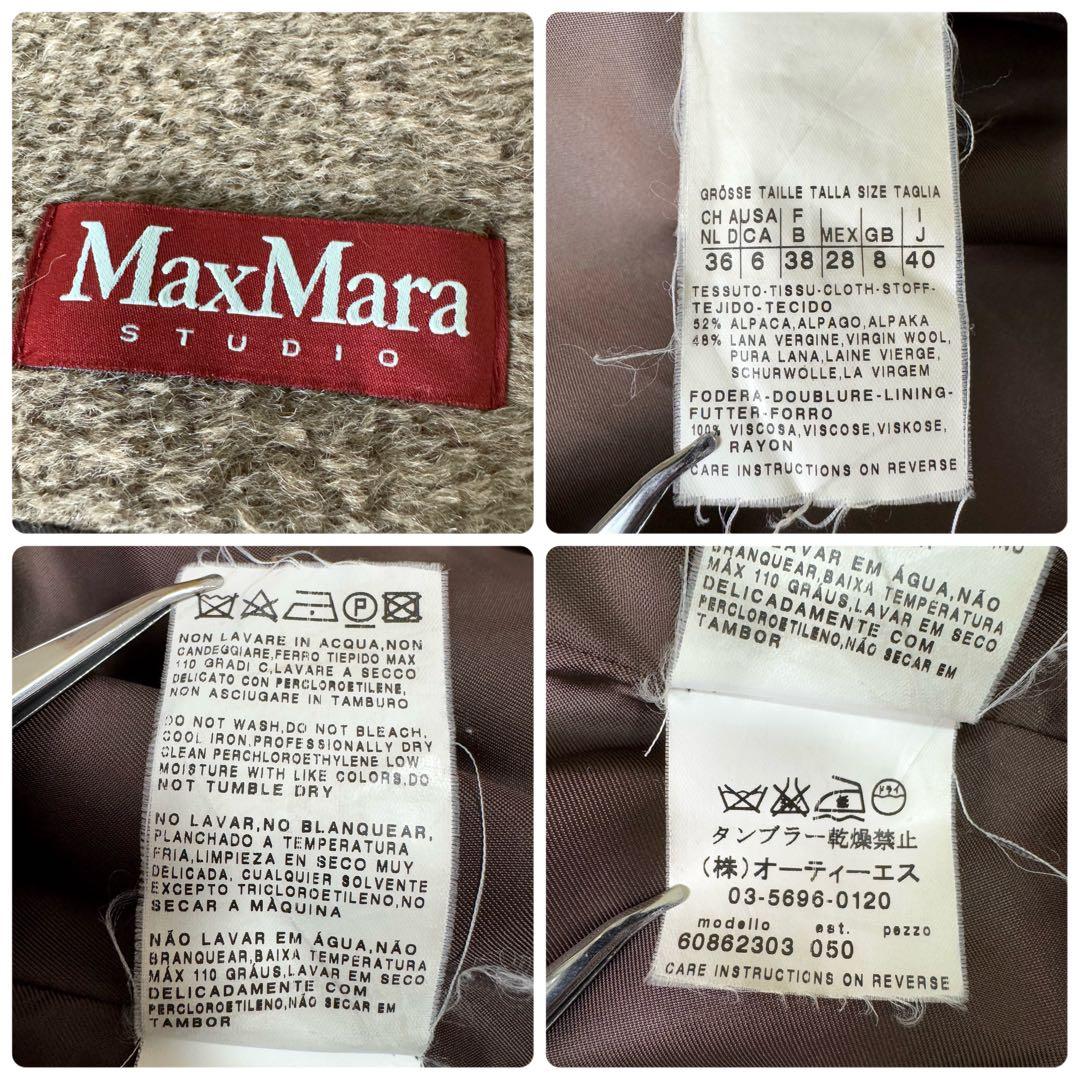 MaxMara
STUDIO
GRÖSSE TAILLE TALLA SIZE TAGLIA
CH A USA F I
NL D CA B MEX GB J
36 6 38 28 8 40
TESSUTO-TISSU-CLOTH-STOFF-
TEJIDO-TECIDO
52% ALPACA,ALPAGO,ALPAKA
48% LANA VERGINE,VIRGIN WOOL,
PURA LANA,LAINE VIERGE,
SCHURWOLLE,LA VIRGEM
FODERA-DOUBLURE-LINING-
FUTTER-FORRO
100% VISCOSA,VISCOSE,VISKOSE,
RAYON
CARE INSTRUCTIONS ON REVERSE
P
NON LAVARE IN ACQUA,NON
CANDEGGIARE,FERRO TIEPIDO MAX
110 GRADI C,LAVARE A SECCO
DELICATO CON PERCLOROETILENE,
NON ASCIUGARE IN TAMBURO
DO NOT WASH,DO NOT BLEACH,
COOL IRON,PROFESSIONALLY DRY
CLEAN PERCHLOROETHYLENE LOW
MOISTURE WITH LIKE COLORS,DO
NOT TUMBLE DRY
NO LAVAR,NO BLANQUEAR,
PLANCHADO A TEMPERATURA
FRIA,LIMPIEZA EN SECO MUY
DELICADA, CUALQUIER SOLVENTE
EXCEPTO TRICLOROETILENO,NO
SECAR A MÀQUINA
NÃO LAVAR EM ÁGUA,NÃO
BRANQUEAR,BAIXA TEMPERATURA
MÁX 110 GRÁUS,LAVAR EM SECO
DELICADAMENTE COM
PERCLOROETILENO,NÃO SECAR EM
TAMBOR
LAVAR EM ÁGUA,NÃO
BRANQUEAR,BAIXA TEMPERATURA
MÁX 110 GRÁUS,LAVAR EM SECO
DELICADAMENTE COM
PERCLOROETILENO,NÃO SECAR EM
TAMBOR
ドライ
タンブラー乾燥禁止
(株)オーディーエス
03-5696-0120
modello est. pezzo
60862303 050
CARE INSTRUCTIONS ON REVERSE